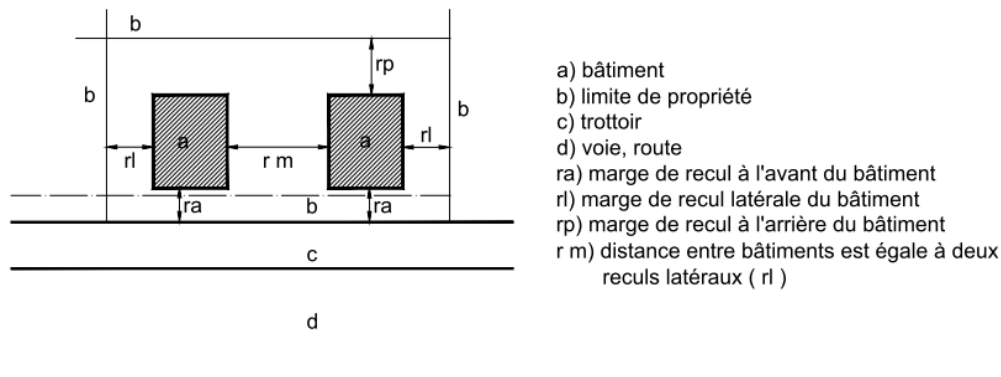 b
rp
b
b
a
a
rl
r m
rl
ra
b
ra
c
d
a) bâtiment
b) limite de propriété
c) trottoir
d) voie, route
ra) marge de recul à l'avant du bâtiment
rl) marge de recul latérale du bâtiment
rp) marge de recul à l'arrière du bâtiment
r m) distance entre bâtiments est égale à deux
reculs latéraux ( rl )